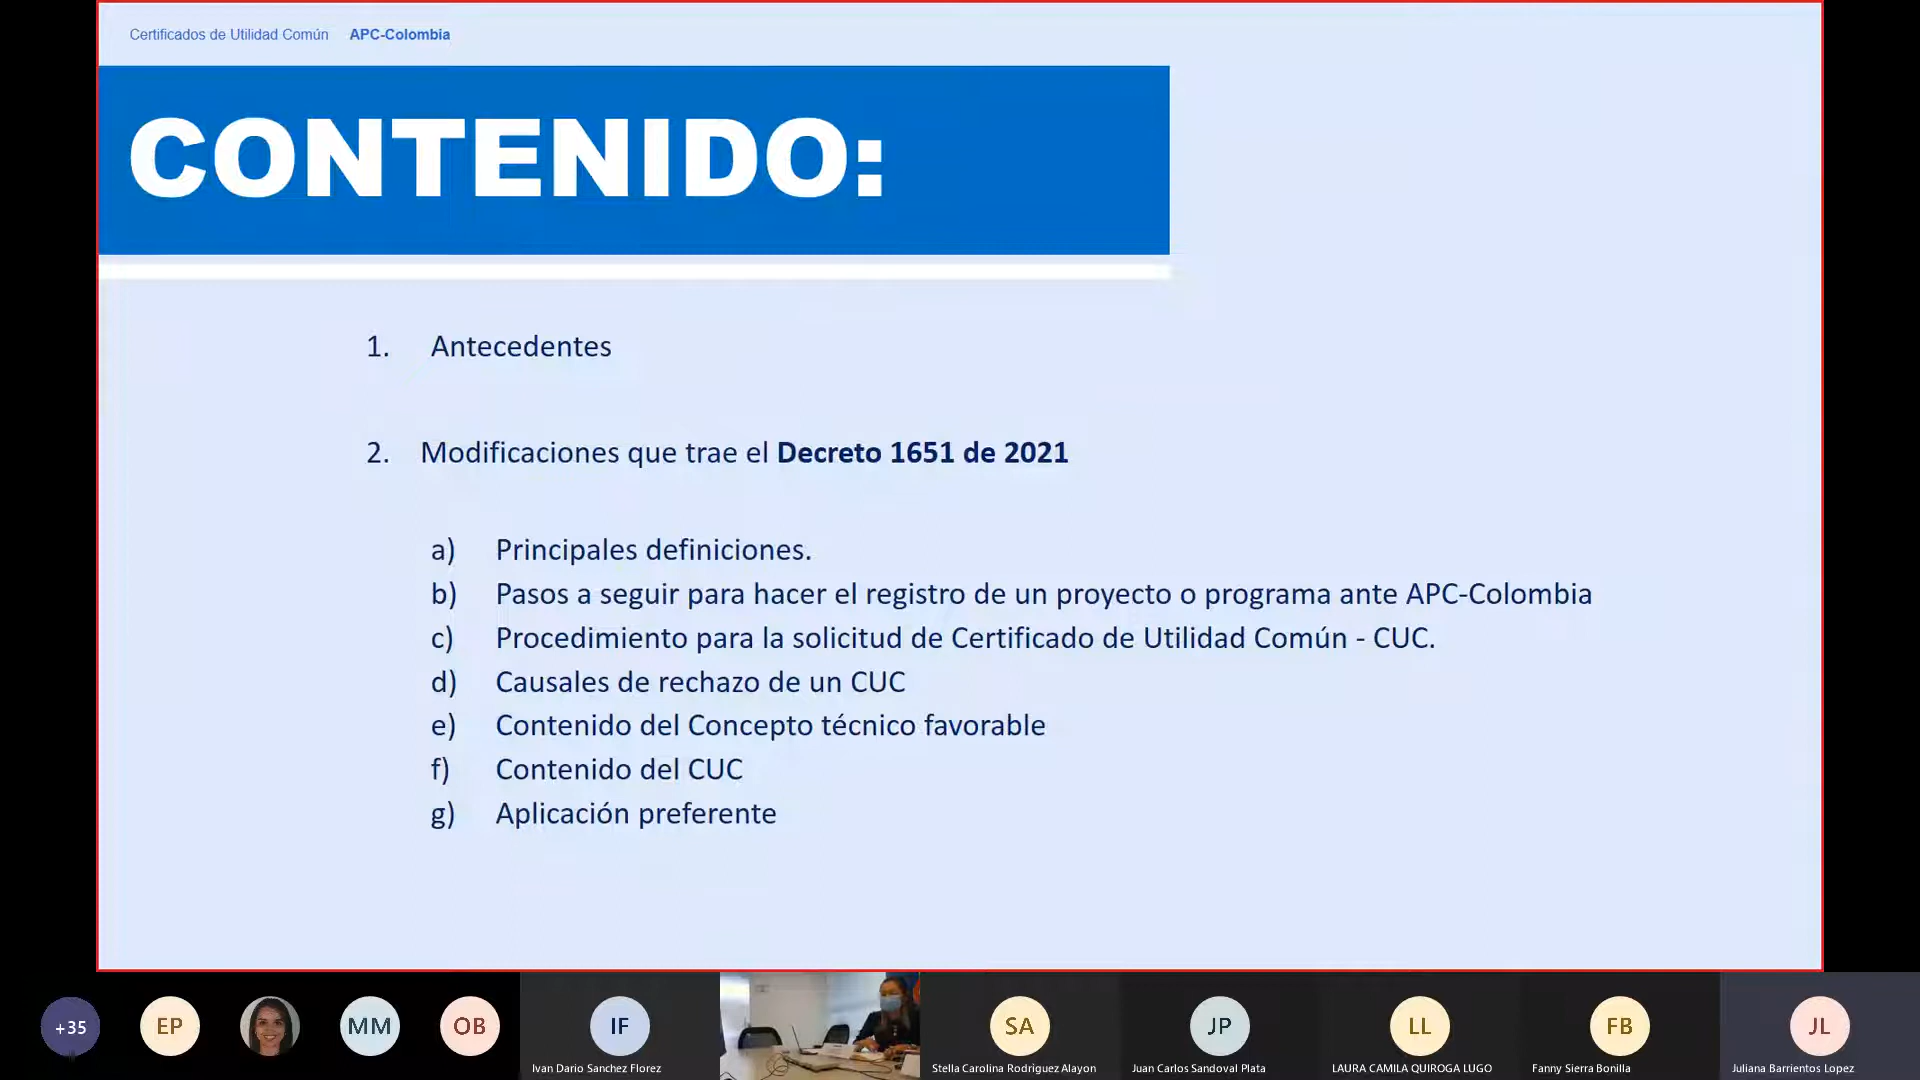 Certificados de Utilidad Común APC-Colombia
CONTENIDO:
1. Antecedentes
2. Modificaciones que trae el Decreto 1651 de 2021
a) Principales definiciones.
b) Pasos a seguir para hacer el registro de un proyecto o programa ante APC-Colombia
c) Procedimiento para la solicitud de Certificado de Utilidad Común - CUC.
d) Causales de rechazo de un CUC
e) Contenido del Concepto técnico favorable
f) Contenido del CUC
g) Aplicación preferente
+35 EP MM OB IF SA JP LL FB JL
Ivan Dario Sanchez Florez Stella Carolina Rodriguez Alayon Juan Carlos Sandoval Plata LAURA CAMILA QUIROGA LUGO Fanny Sierra Bonilla Juliana Barrientos Lopez